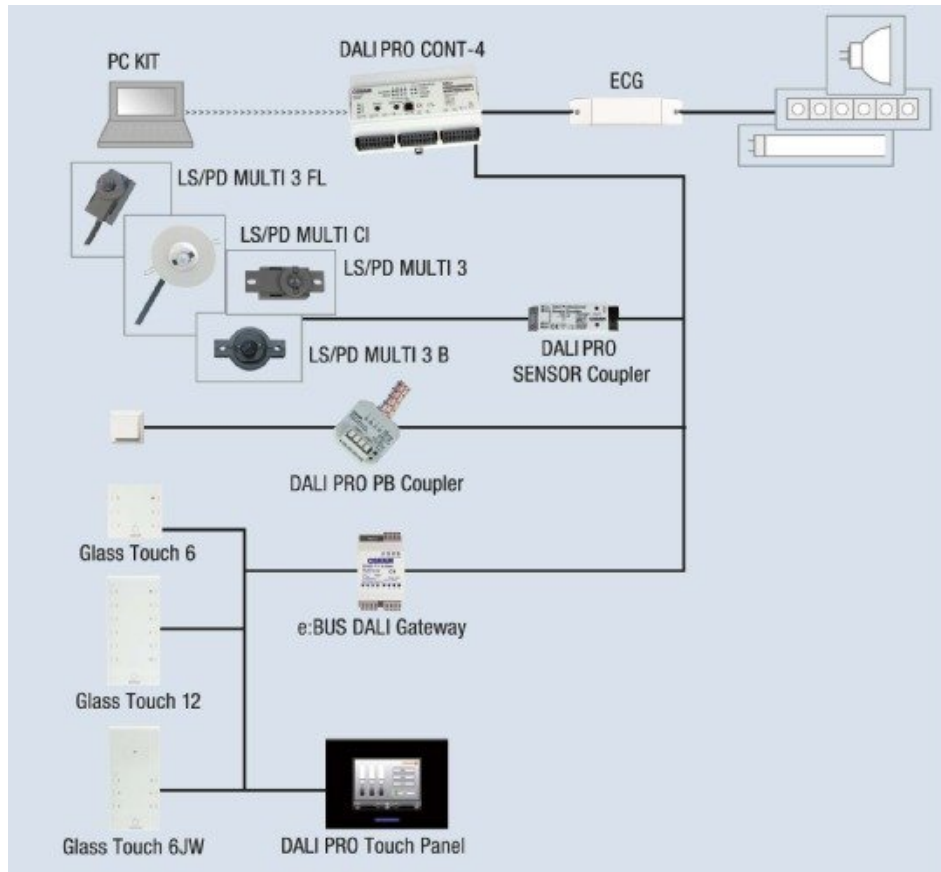 PC KIT
DALI PRO CONT-4
ECG
OSRAM
LS/PD MULTI 3 FL
LS/PD MULTI CI
LS/PD MULTI 3
LS/PD MULTI 3 B
DALI PRO
SENSOR Coupler
DALI PRO PB Coupler
Glass Touch 6
OSRAM
e:BUS DALI Gateway
Glass Touch 12
Glass Touch 6JW
DALI PRO Touch Panel